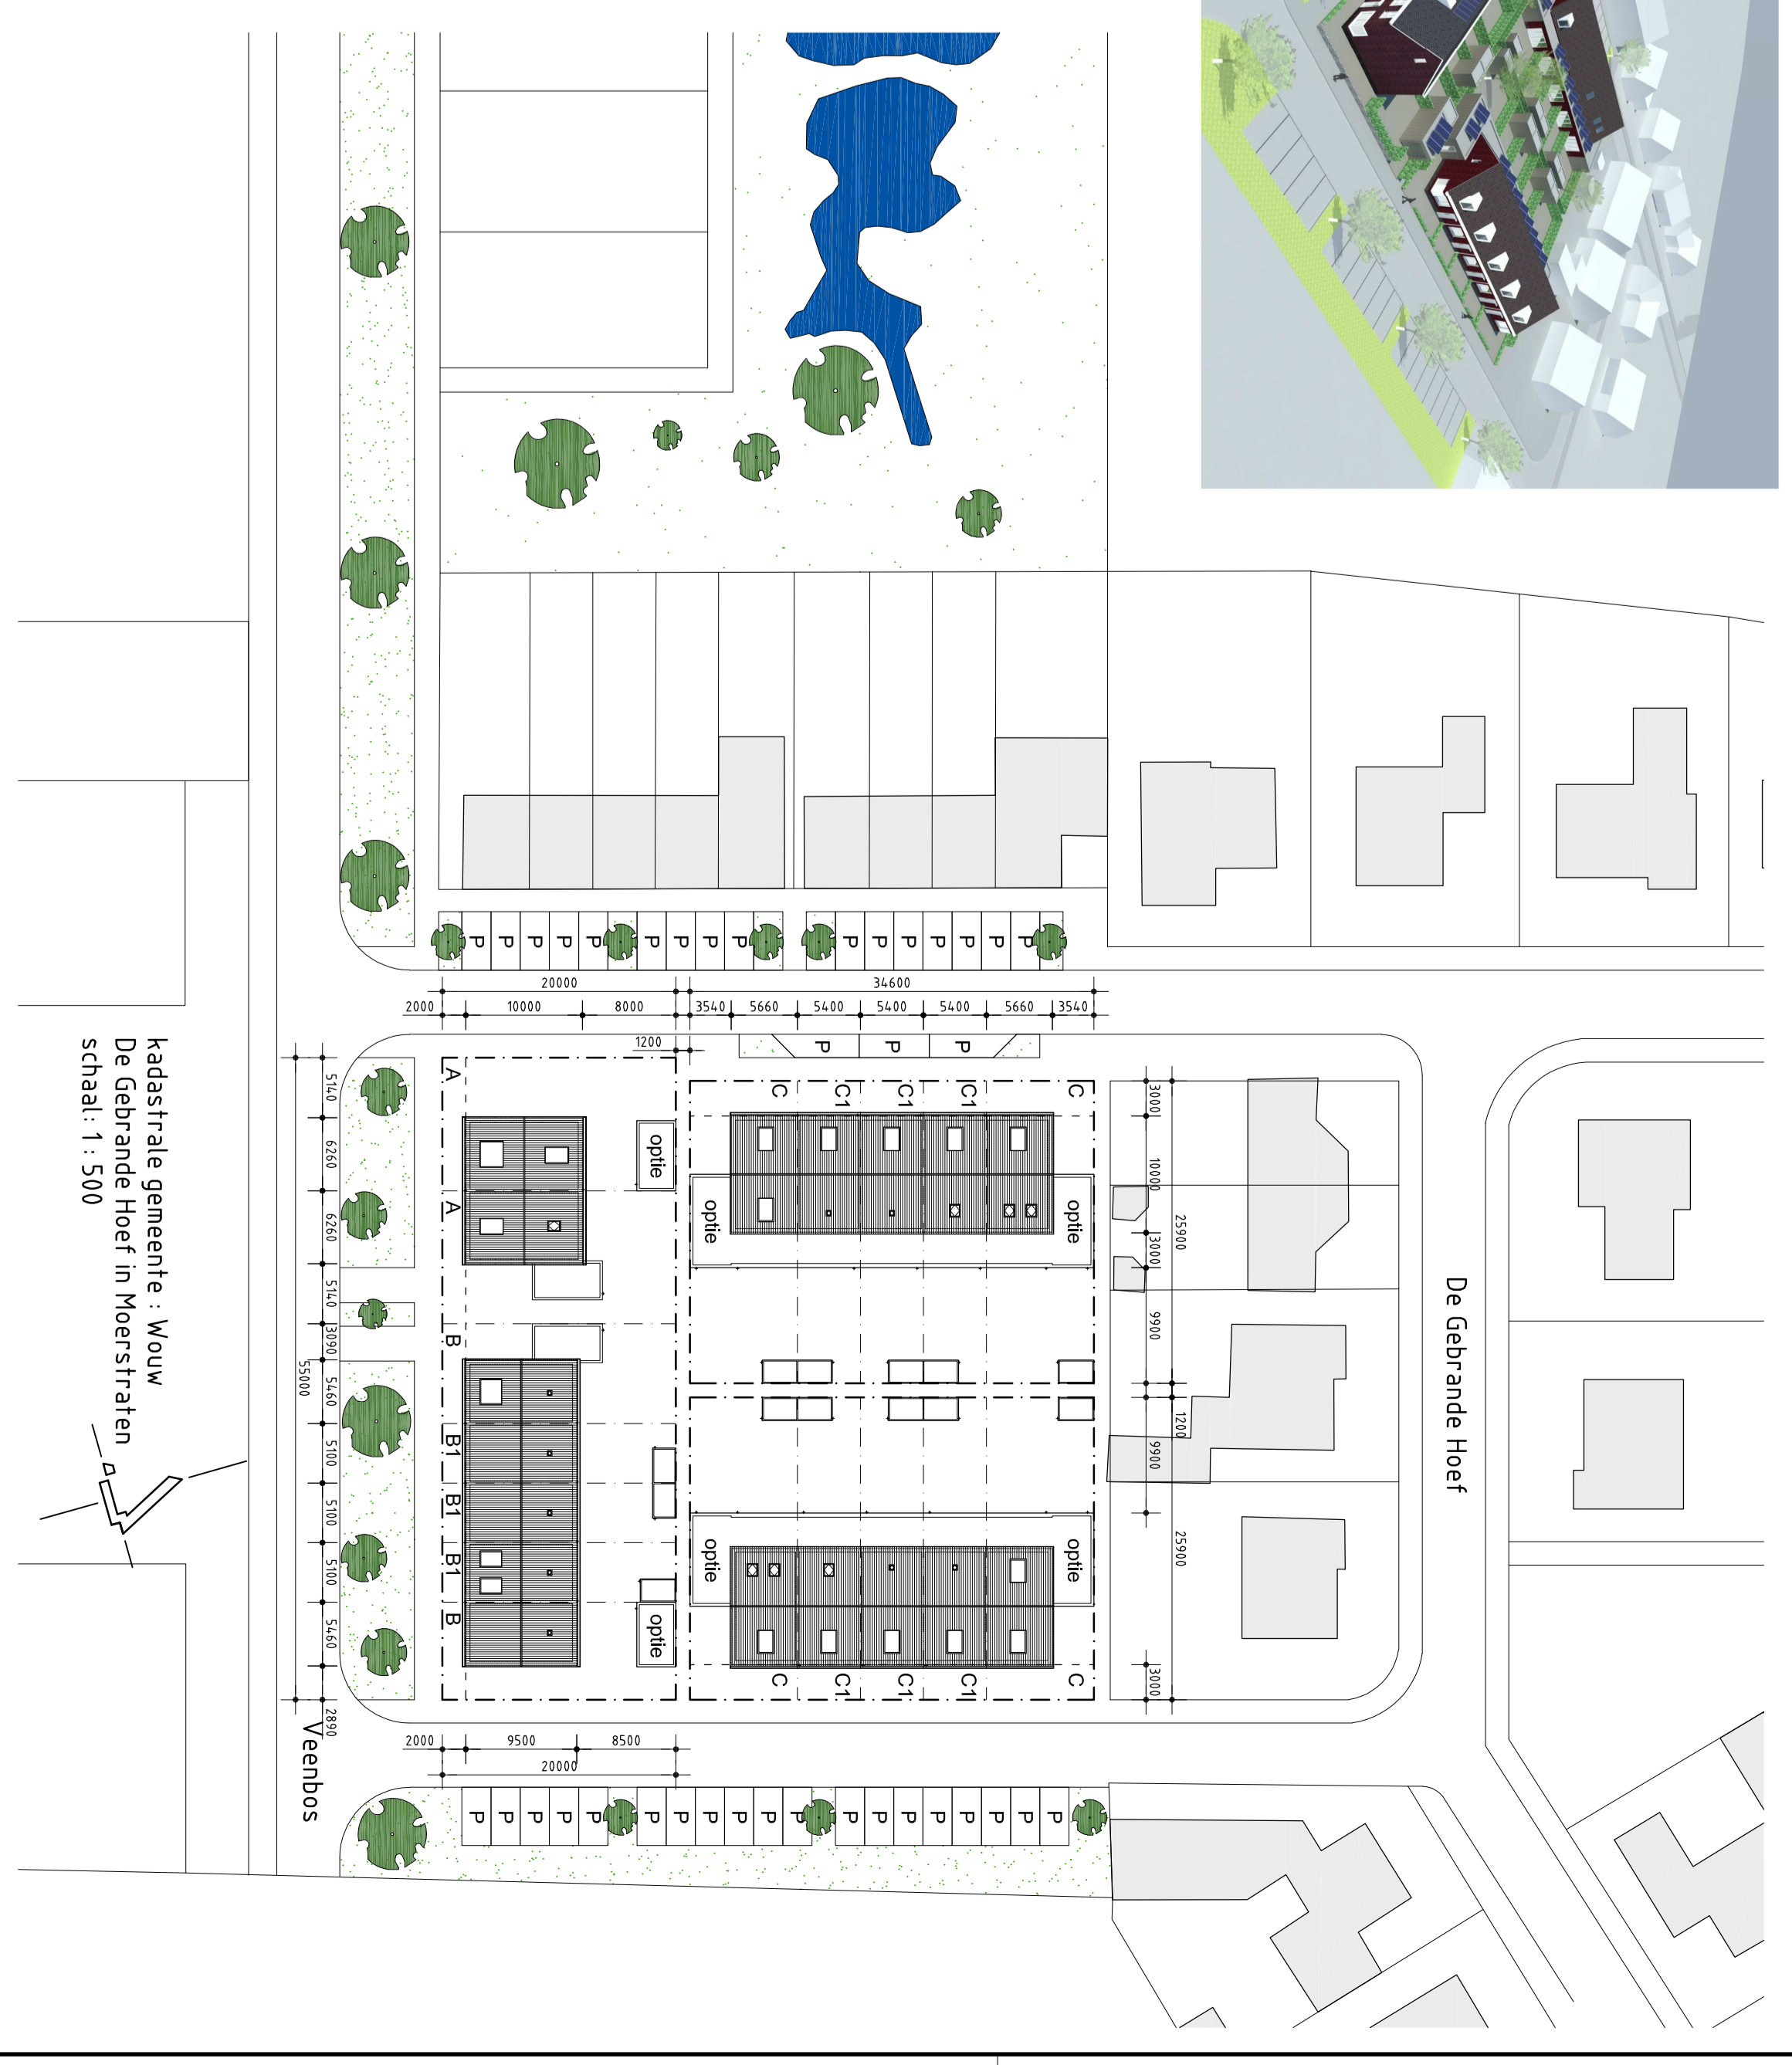 P P P P P P P P P P P P P P P P P
20000 34600
2000 10000 8000 3540 5660 5400 5400 5400 5660 3540
1200
P P P
A
C C1 C1 C1 C
optie
optie optie
A
B
B1
B1
B1
B
optie
optie optie
C C1 C1 C1 C
5140
6260
6260
5140
3090
5460
5100
5100
5100
5460
2890
55000
3000
10000
3000
9900
1200
9900
3000
25900
25900
2000 9500 8500
20000
P P P P P P P P P P P P P P P P P P P
De Gebrande Hoef
Veenbos
kadastrale gemeente : Wouw
De Gebrande Hoef in Moerstraten
schaal: 1 : 500